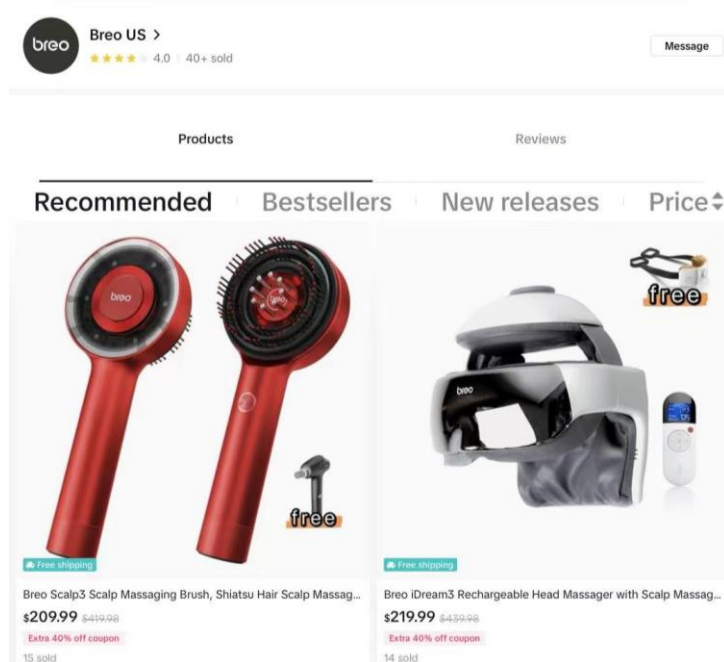 breo
Breo US >
4.0 | 40+ sold
Message
Products
Reviews
Recommended
Bestsellers
New releases
Price
breo
breo
free
free
breo
Free shipping
Free shipping
Breo Scalp3 Scalp Massaging Brush, Shiatsu Hair Scalp Massag...
$209.99 $419.98
Extra 40% off coupon
15 sold
Breo iDream3 Rechargeable Head Massager with Scalp Massag...
$219.99 $439.98
Extra 40% off coupon
14 sold